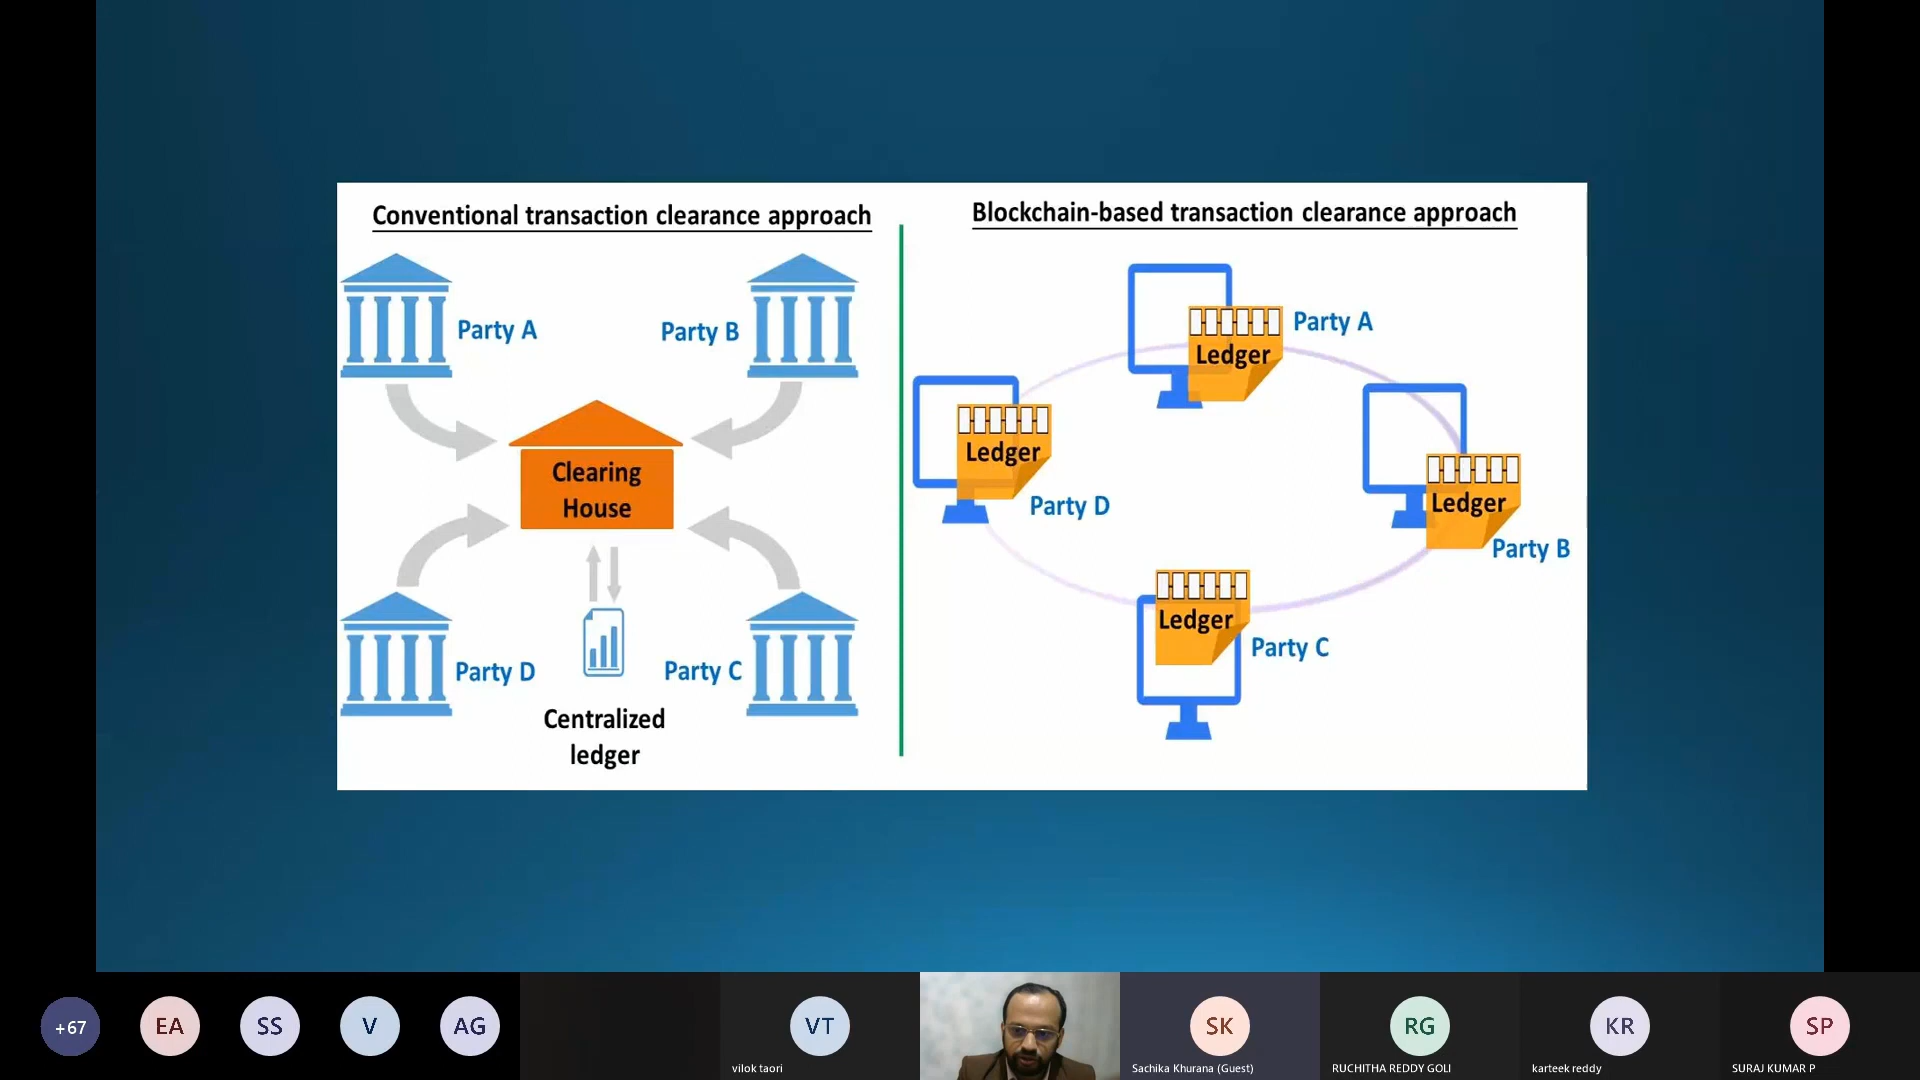 Conventional transaction clearance approach
Party A
Party B
Clearing
House
Party D
Party C
Centralized
ledger
Blockchain-based transaction clearance approach
Ledger
Party A
Ledger
Party D
Ledger
Party B
Ledger
Party C
+67
EA
SS
V
AG
VT
vilok taori
SK
Sachika Khurana (Guest)
RG
RUCHITHA REDDY GOLI
KR
karteek reddy
SP
SURAJ KUMAR P